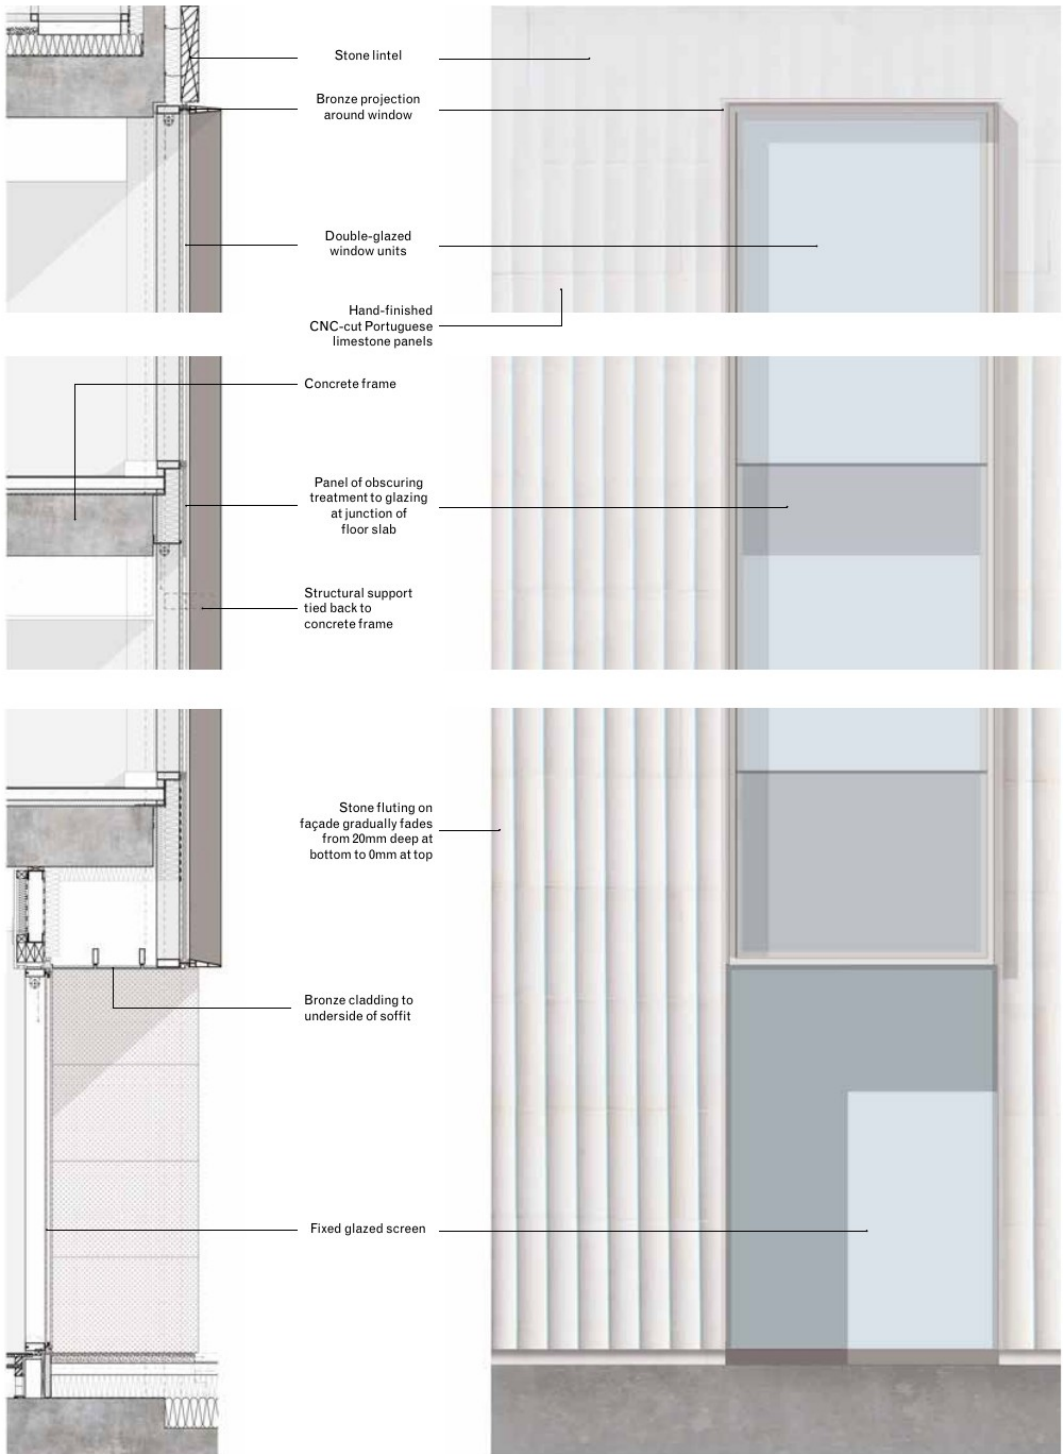 Stone lintel
Bronze projection
around window
Double-glazed
window units
Hand-finished
CNC-cut Portuguese
limestone panels
Concrete frame
Panel of obscuring
treatment to glazing
at junction of
floor slab
Structural support
tied back to
concrete frame
Stone fluting on
façade gradually fades
from 20mm deep at
bottom to 0mm at top
Bronze cladding to
underside of soffit
Fixed glazed screen